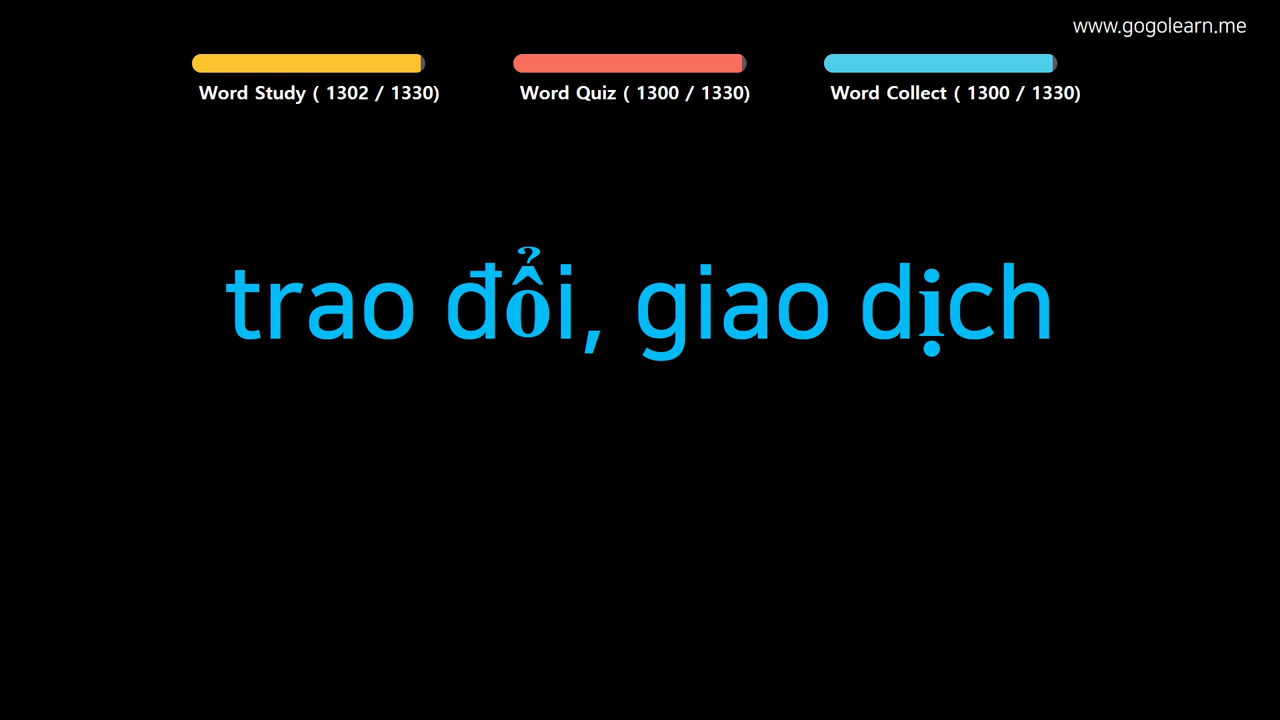 www.gogolearn.me
Word Study ( 1302 / 1330)
Word Quiz ( 1300 / 1330)
Word Collect ( 1300 / 1330)
trao đổi, giao dịch